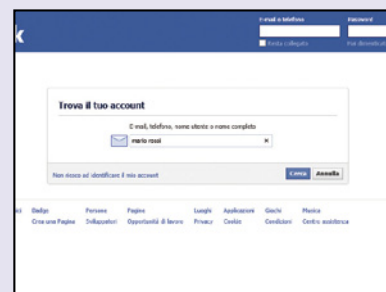 k
E-mail o telefono Password
Resta collegato Hai dimenticato
Trova il tuo account
E-mail, telefono, nome utente o nome completo
mario rossi
Non riesco ad identificare il mio account Cerca Annulla
Badge Persone Pagine Luoghi Applicazioni Giochi Musica
Crea una Pagina Sviluppatori Opportunità di lavoro Privacy Cookie Condizioni Centro assistenza